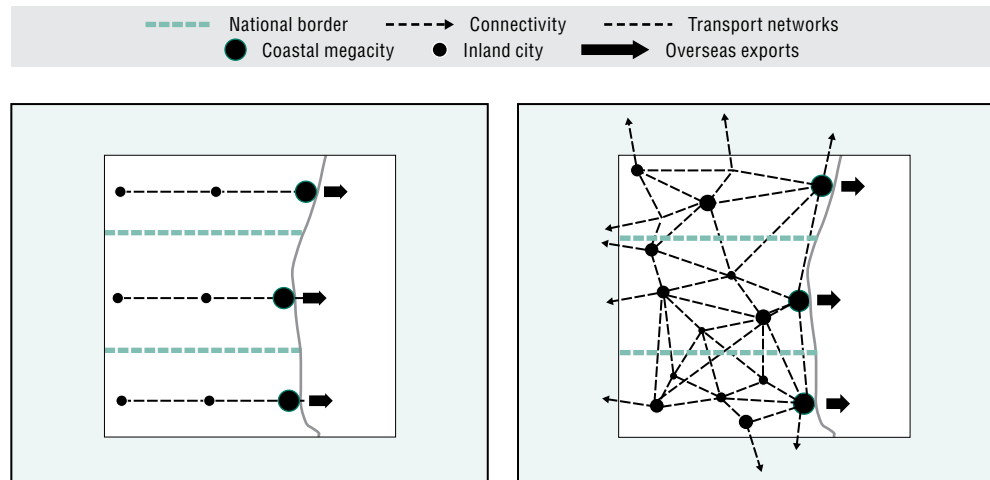 National border Connectivity Transport networks
Coastal megacity Inland city Overseas exports